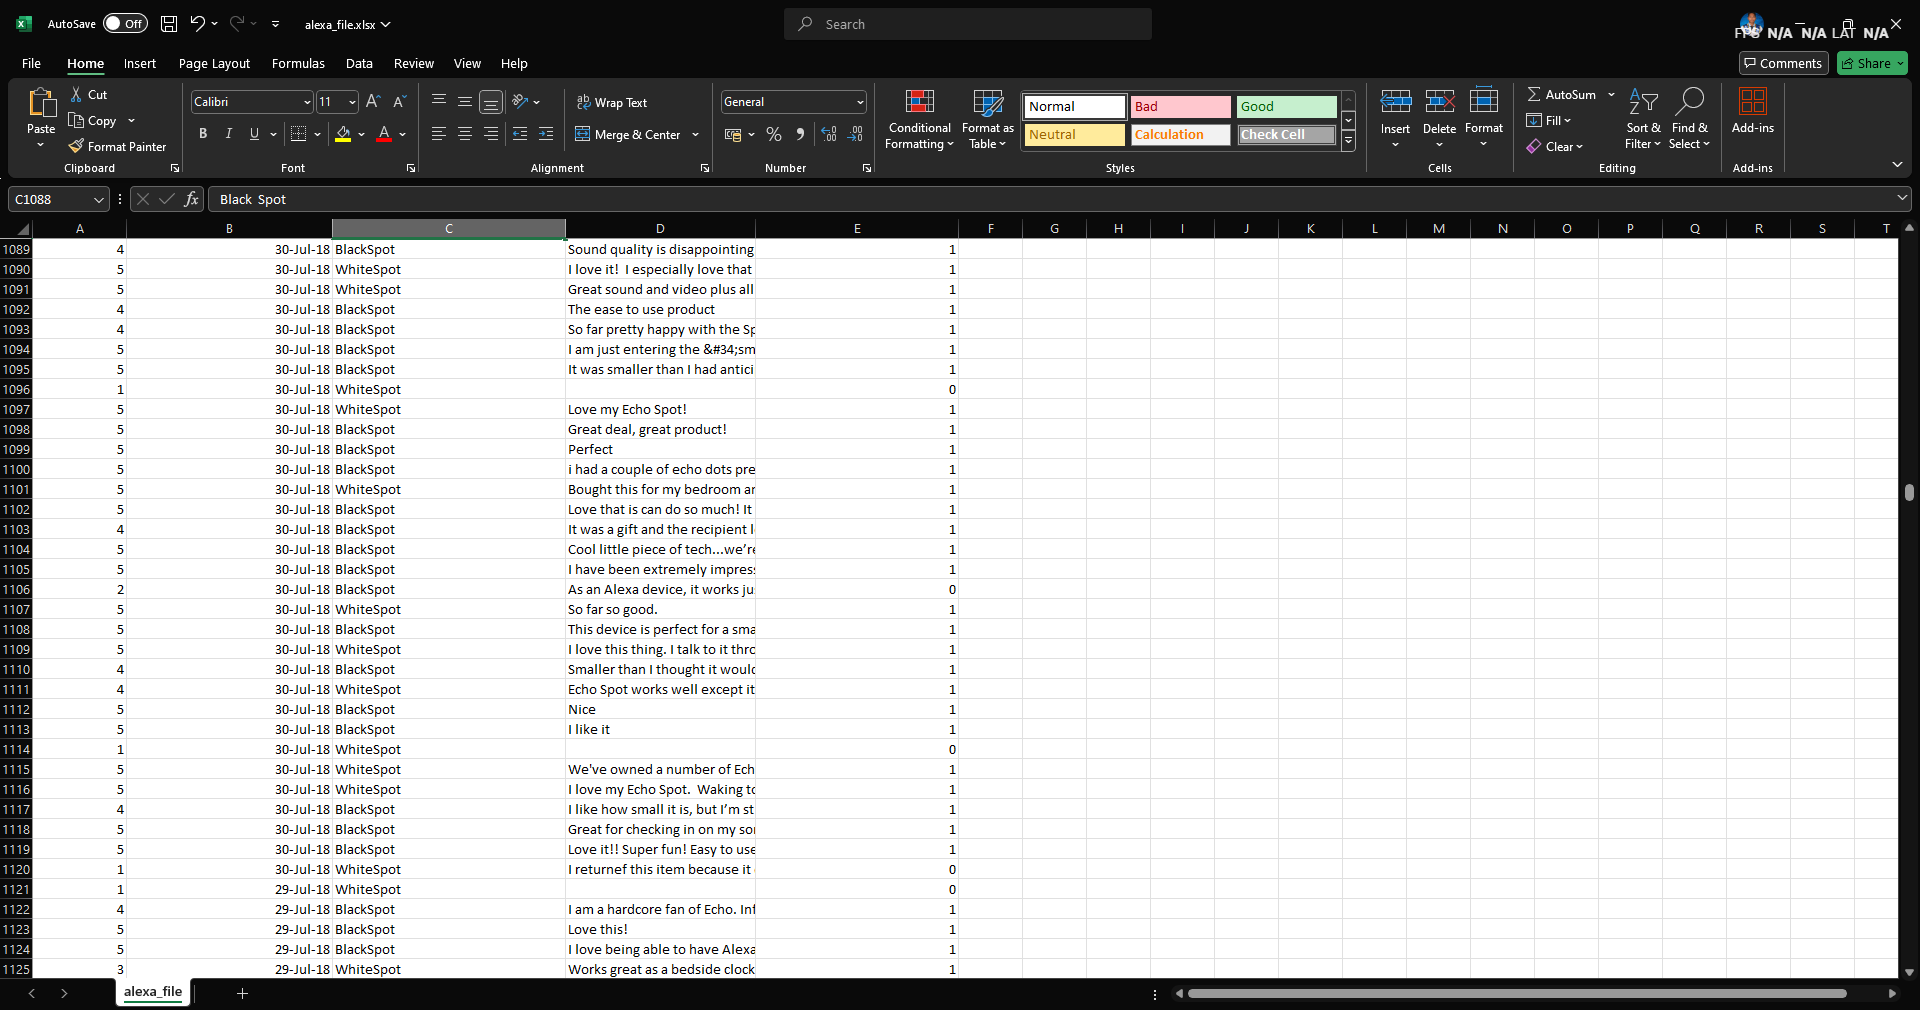 AutoSave Off alexa_file.xlsx Search FPS N/A N/A LAT N/A
File Home Insert Page Layout Formulas Data Review View Help Comments Share
Paste Cut Copy Format Painter Clipboard
Calibri 11 B I U Font
Wrap Text Merge & Center Alignment
General % Number
Conditional Formatting Format as Table Normal Bad Good Neutral Calculation Check Cell Styles
Insert Delete Format Cells
AutoSum Fill Clear Sort & Filter Find & Select Editing
Add-ins Add-ins
C1088 fx Black Spot
A B C D E F G H I J K L M N O P Q R S T
1089 4 30-Jul-18 BlackSpot Sound quality is disappointing 1
1090 5 30-Jul-18 WhiteSpot I love it! I especially love that 1
1091 5 30-Jul-18 WhiteSpot Great sound and video plus all 1
1092 4 30-Jul-18 BlackSpot The ease to use product 1
1093 4 30-Jul-18 BlackSpot So far pretty happy with the Sp 1
1094 5 30-Jul-18 BlackSpot I am just entering the &#34;sm 1
1095 5 30-Jul-18 BlackSpot It was smaller than I had antici 1
1096 1 30-Jul-18 WhiteSpot 0
1097 5 30-Jul-18 WhiteSpot Love my Echo Spot! 1
1098 5 30-Jul-18 BlackSpot Great deal, great product! 1
1099 5 30-Jul-18 BlackSpot Perfect 1
1100 5 30-Jul-18 BlackSpot i had a couple of echo dots pre 1
1101 5 30-Jul-18 WhiteSpot Bought this for my bedroom ar 1
1102 5 30-Jul-18 BlackSpot Love that is can do so much! It 1
1103 4 30-Jul-18 BlackSpot It was a gift and the recipient l 1
1104 5 30-Jul-18 BlackSpot Cool little piece of tech...we’re 1
1105 5 30-Jul-18 BlackSpot I have been extremely impres 1
1106 2 30-Jul-18 BlackSpot As an Alexa device, it works ju 0
1107 5 30-Jul-18 WhiteSpot So far so good. 1
1108 5 30-Jul-18 BlackSpot This device is perfect for a sma 1
1109 5 30-Jul-18 WhiteSpot I love this thing. I talk to it thro 1
1110 4 30-Jul-18 BlackSpot Smaller than I thought it would 1
1111 4 30-Jul-18 WhiteSpot Echo Spot works well except it 1
1112 5 30-Jul-18 BlackSpot Nice 1
1113 5 30-Jul-18 BlackSpot I like it 1
1114 1 30-Jul-18 WhiteSpot 0
1115 5 30-Jul-18 WhiteSpot We've owned a number of Ech 1
1116 5 30-Jul-18 WhiteSpot I love my Echo Spot. Waking to 1
1117 4 30-Jul-18 BlackSpot I like how small it is, but I’m st 1
1118 5 30-Jul-18 BlackSpot Great for checking in on my so 1
1119 5 30-Jul-18 BlackSpot Love it!! Super fun! Easy to use 1
1120 1 30-Jul-18 WhiteSpot I returnef this item because it 0
1121 1 29-Jul-18 WhiteSpot 0
1122 4 29-Jul-18 BlackSpot I am a hardcore fan of Echo. Inf 1
1123 5 29-Jul-18 BlackSpot Love this! 1
1124 5 29-Jul-18 BlackSpot I love being able to have Alexa 1
1125 3 29-Jul-18 WhiteSpot Works great as a bedside clock 1
alexa_file